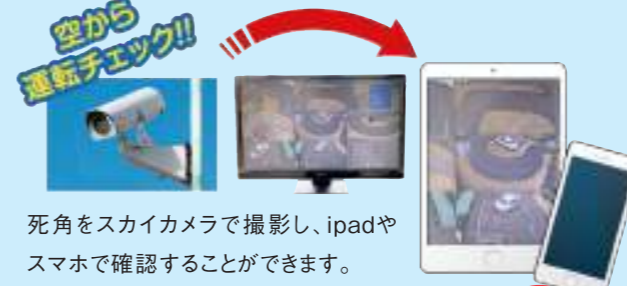 空から
運転チェック!!
死角をスカイカメラで撮影し、ipadや
スマホで確認することができます。